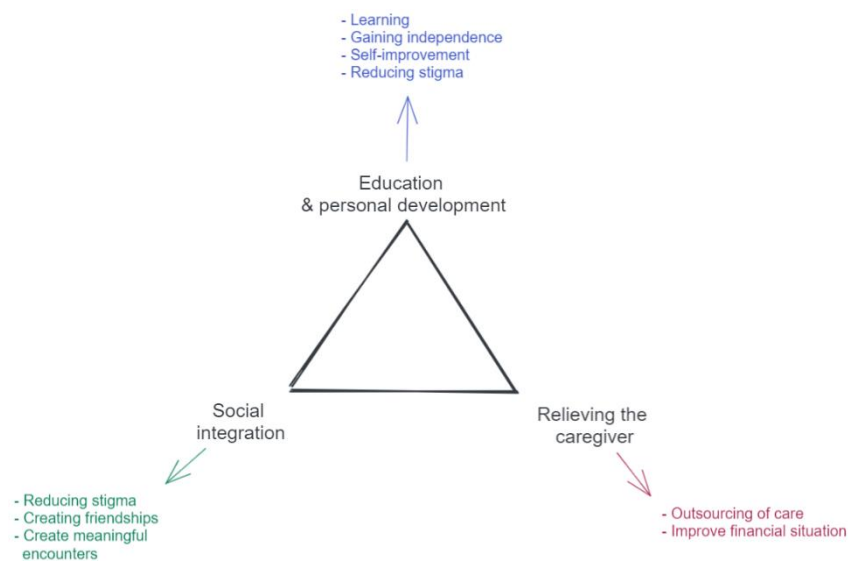 - Learning
- Gaining independence
- Self-improvement
- Reducing stigma
Education
& personal development
Social
integration
Relieving the
caregiver
- Reducing stigma
- Creating friendships
- Create meaningful
encounters
- Outsourcing of care
- Improve financial situation